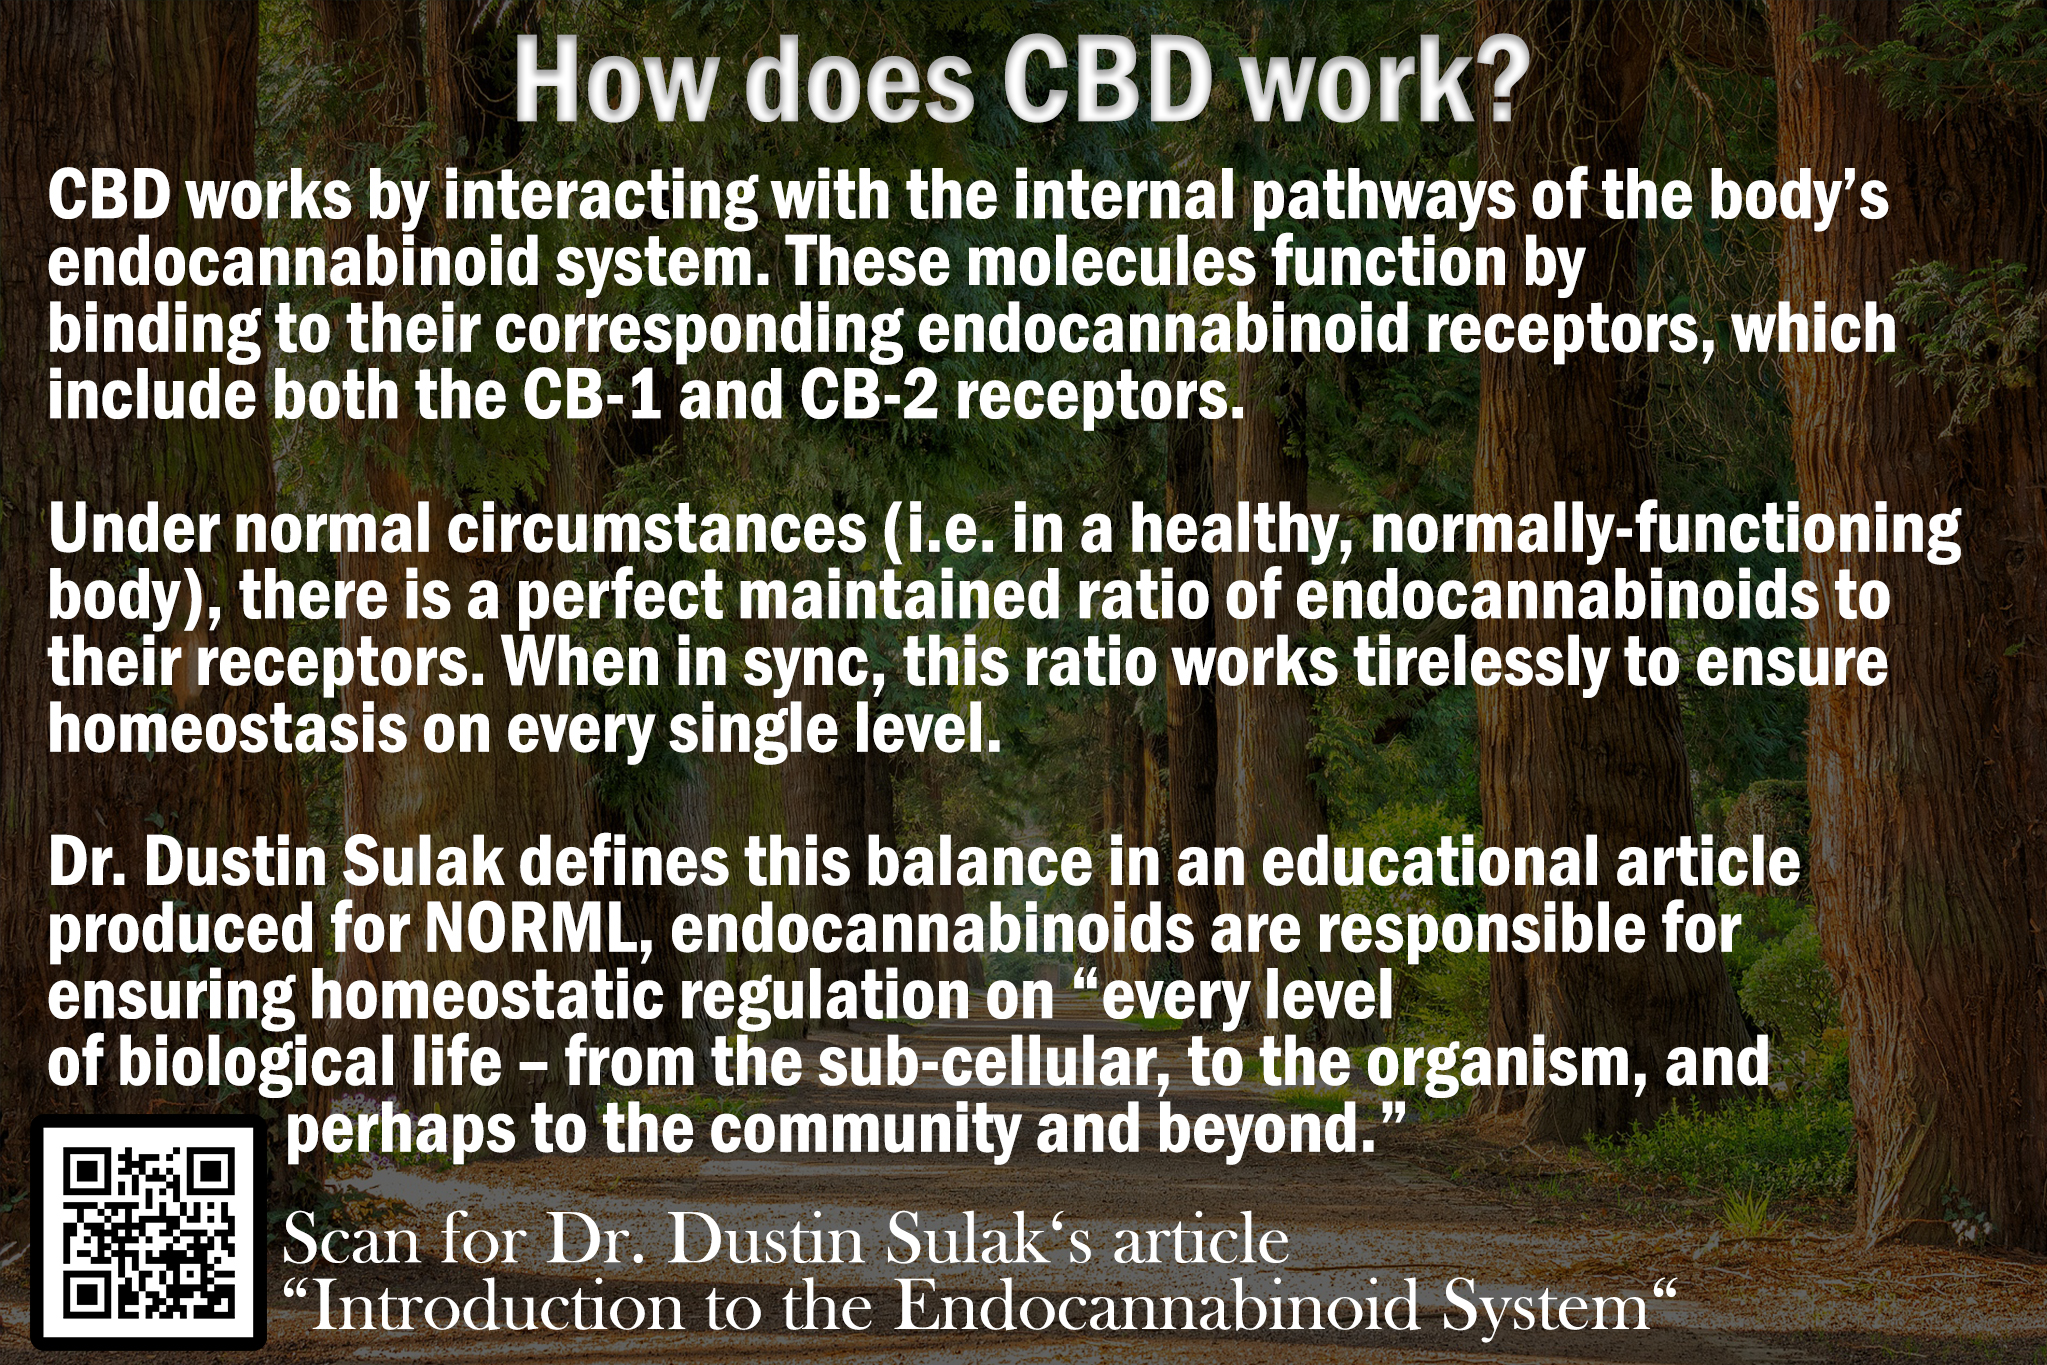 How does CBD work?
CBD works by interacting with the internal pathways of the body’s
endocannabinoid system. These molecules function by
binding to their corresponding endocannabinoid receptors, which
include both the CB-1 and CB-2 receptors.
Under normal circumstances (i.e. in a healthy, normally-functioning
body), there is a perfect maintained ratio of endocannabinoids to
their receptors. When in sync, this ratio works tirelessly to ensure
homeostasis on every single level.
Dr. Dustin Sulak defines this balance in an educational article
produced for NORML, endocannabinoids are responsible for
ensuring homeostatic regulation on “every level
of biological life – from the sub-cellular, to the organism, and
perhaps to the community and beyond.”
Scan for Dr. Dustin Sulak‘s article
“Introduction to the Endocannabinoid System“